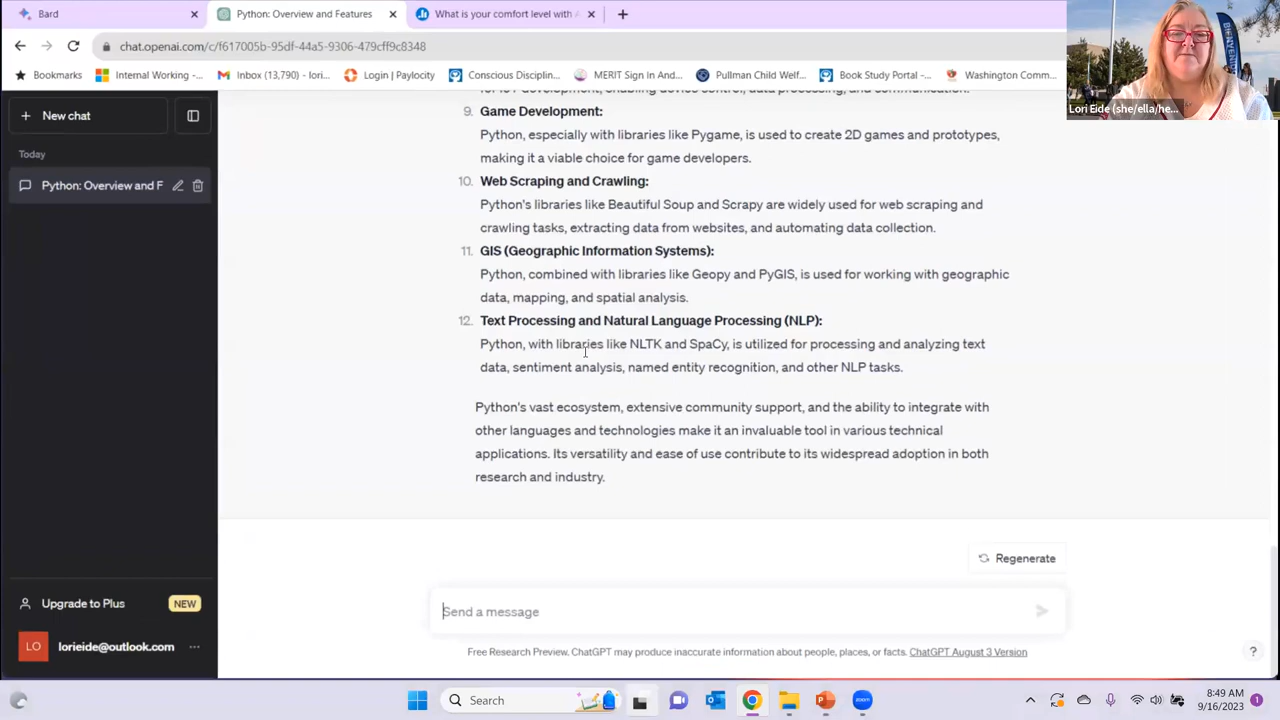 Bard
Python: Overview and Features
What is your comfort level with A
chat.openai.com/c/f617005b-95df-44a5-9306-479cff9c8348
Bookmarks
Internal Working -...
Inbox (13,790) - lori...
Login | Paylocity
Conscious Disciplin...
MERIT Sign In And...
Pullman Child Welf...
Book Study Portal -...
Washington Comm...
Lori Eide (she/ella/he...
New chat
Today
Python: Overview and F
for IoT development, enabling device control, data processing, and communication.
9. Game Development:
Python, especially with libraries like Pygame, is used to create 2D games and prototypes,
making it a viable choice for game developers.
10. Web Scraping and Crawling:
Python's libraries like Beautiful Soup and Scrapy are widely used for web scraping and
crawling tasks, extracting data from websites, and automating data collection.
11. GIS (Geographic Information Systems):
Python, combined with libraries like Geopy and PyGIS, is used for working with geographic
data, mapping, and spatial analysis.
12. Text Processing and Natural Language Processing (NLP):
Python, with libraries like NLTK and SpaCy, is utilized for processing and analyzing text
data, sentiment analysis, named entity recognition, and other NLP tasks.
Python's vast ecosystem, extensive community support, and the ability to integrate with
other languages and technologies make it an invaluable tool in various technical
applications. Its versatility and ease of use contribute to its widespread adoption in both
research and industry.
Regenerate
Send a message
Free Research Preview. ChatGPT may produce inaccurate information about people, places, or facts. ChatGPT August 3 Version
Upgrade to Plus
NEW
LO
lorieide@outlook.com
?
Search
8:49 AM
9/16/2023
1